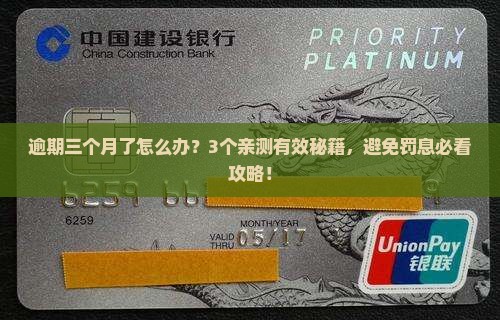 中国建设银行
China Construction Bank
PRIORITY
PLATINUM
逾期三个月了怎么办？3个亲测有效秘籍，避免罚息必看
攻略！
6259
6259
MONTH/YEAR
VALID
THRU
05/17
UnionPay
银联